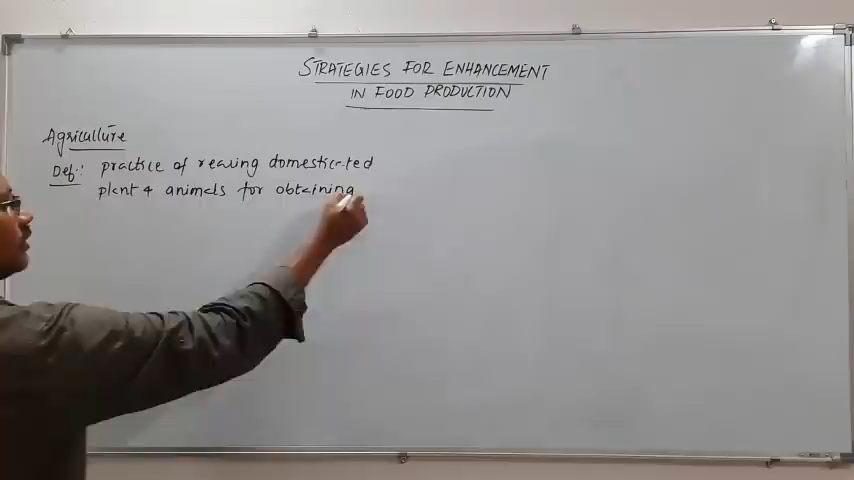 STRATEGIES FOR ENHANCEMENT
IN FOOD PRODUCTION
Agriculture
Def:: practice of rearing domesticated
plant & animals for obtaining